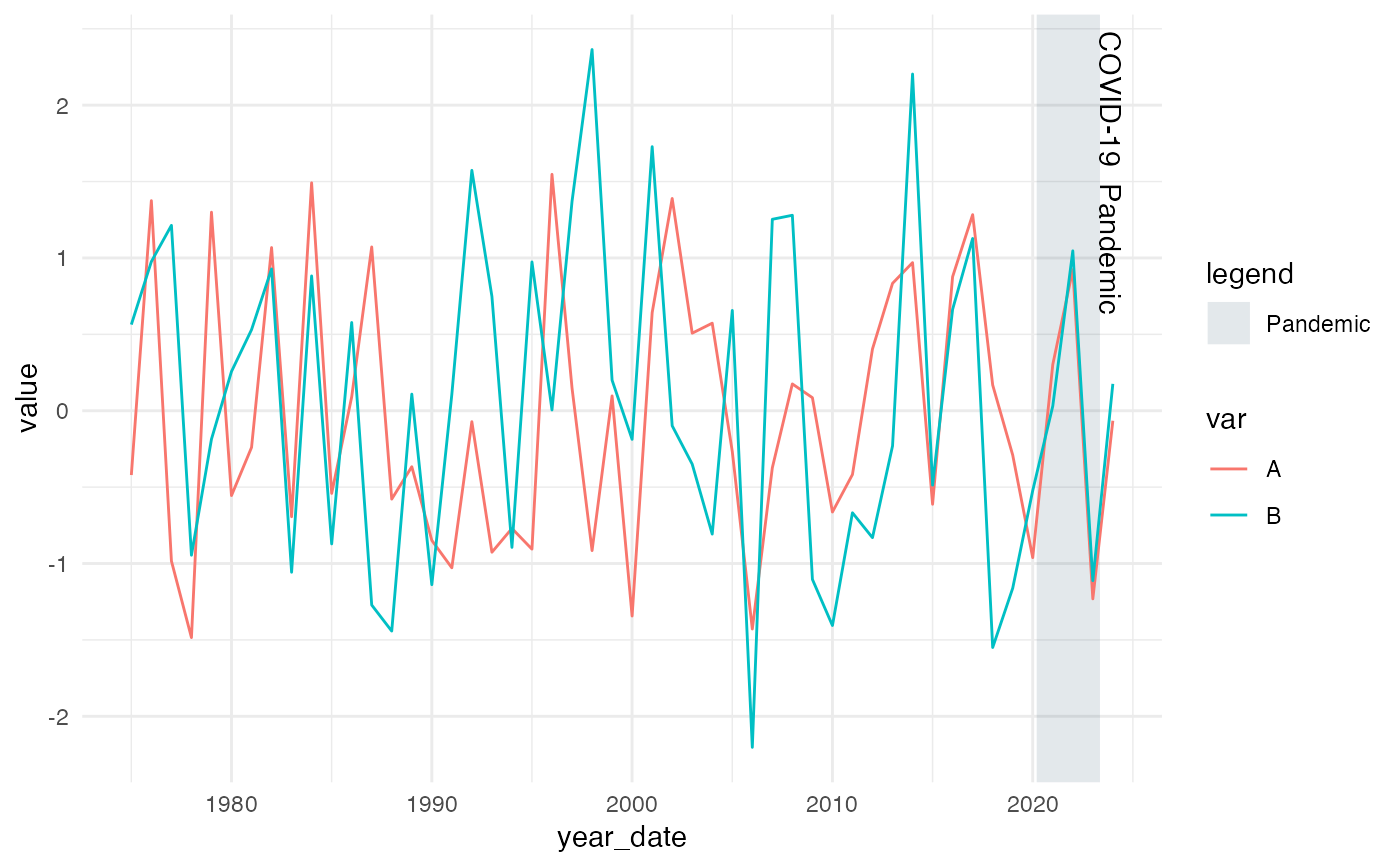 COVID-19 Pandemic
2
1
0
-1
-2
value
1980
1990
2000
2010
2020
year_date
legend
Pandemic
var
A
B